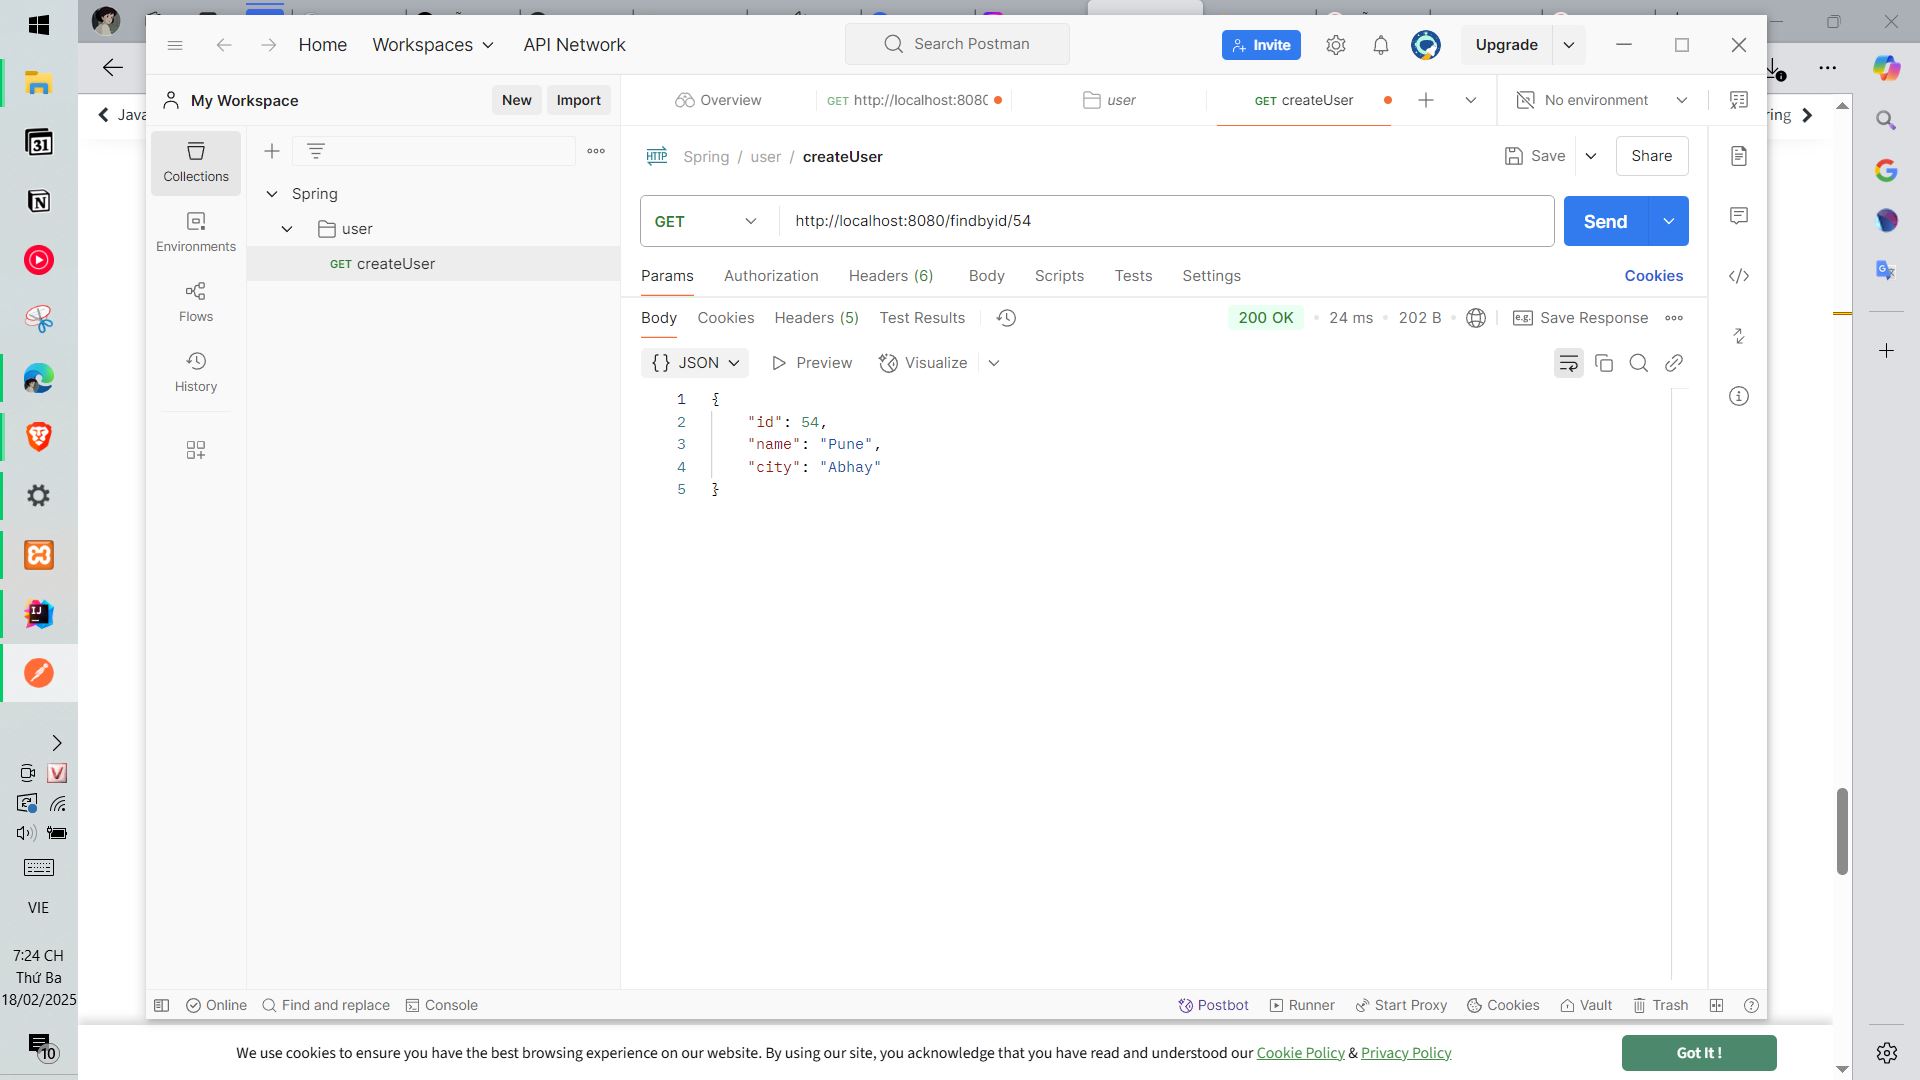 Home
Workspaces
API Network
Search Postman
Invite
Upgrade
My Workspace
New
Import
Overview
GET http://localhost:8080
user
GET createUser
No environment
Java
ring
Collections
Environments
Flows
History
Spring
user
GET createUser
HTTP
Spring / user / createUser
Save
Share
GET
http://localhost:8080/findbyid/54
Send
Params
Authorization
Headers (6)
Body
Scripts
Tests
Settings
Cookies
Body
Cookies
Headers (5)
Test Results
200 OK
24 ms
202 B
e.g.
Save Response
{} JSON
Preview
Visualize
1 {
2 "id": 54,
3 "name": "Pune",
4 "city": "Abhay"
5 }
31
IJ
VIE
7:24 CH
Thứ Ba
18/02/2025
10
Online
Find and replace
Console
Postbot
Runner
Start Proxy
Cookies
Vault
Trash
We use cookies to ensure you have the best browsing experience on our website. By using our site, you acknowledge that you have read and understood our Cookie Policy & Privacy Policy
Got It !